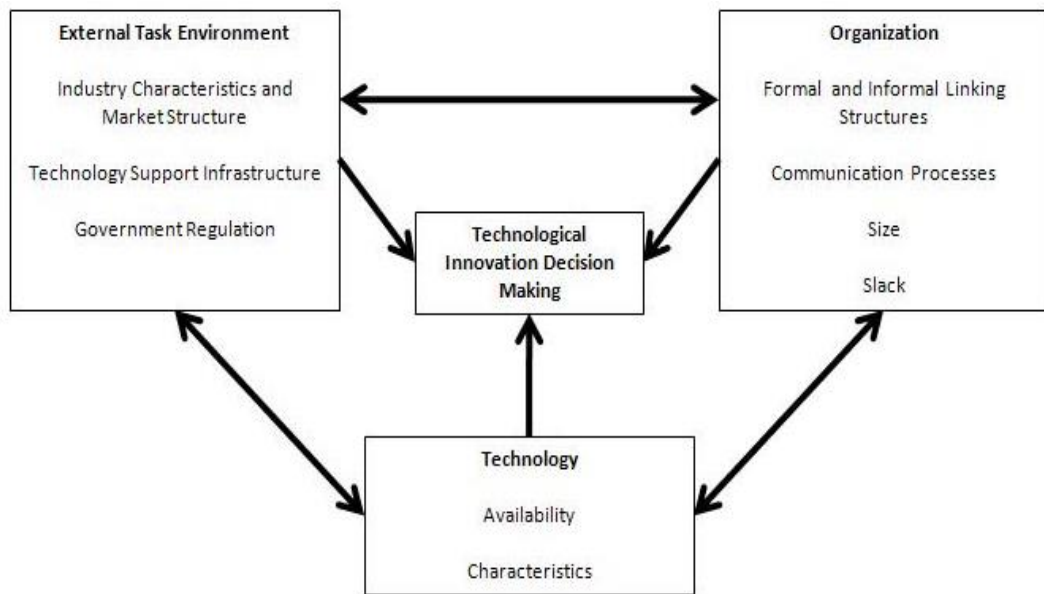 External Task Environment
Industry Characteristics and
Market Structure
Technology Support Infrastructure
Government Regulation
Organization
Formal and Informal Linking
Structures
Communication Processes
Size
Slack
Technological
Innovation Decision
Making
Technology
Availability
Characteristics